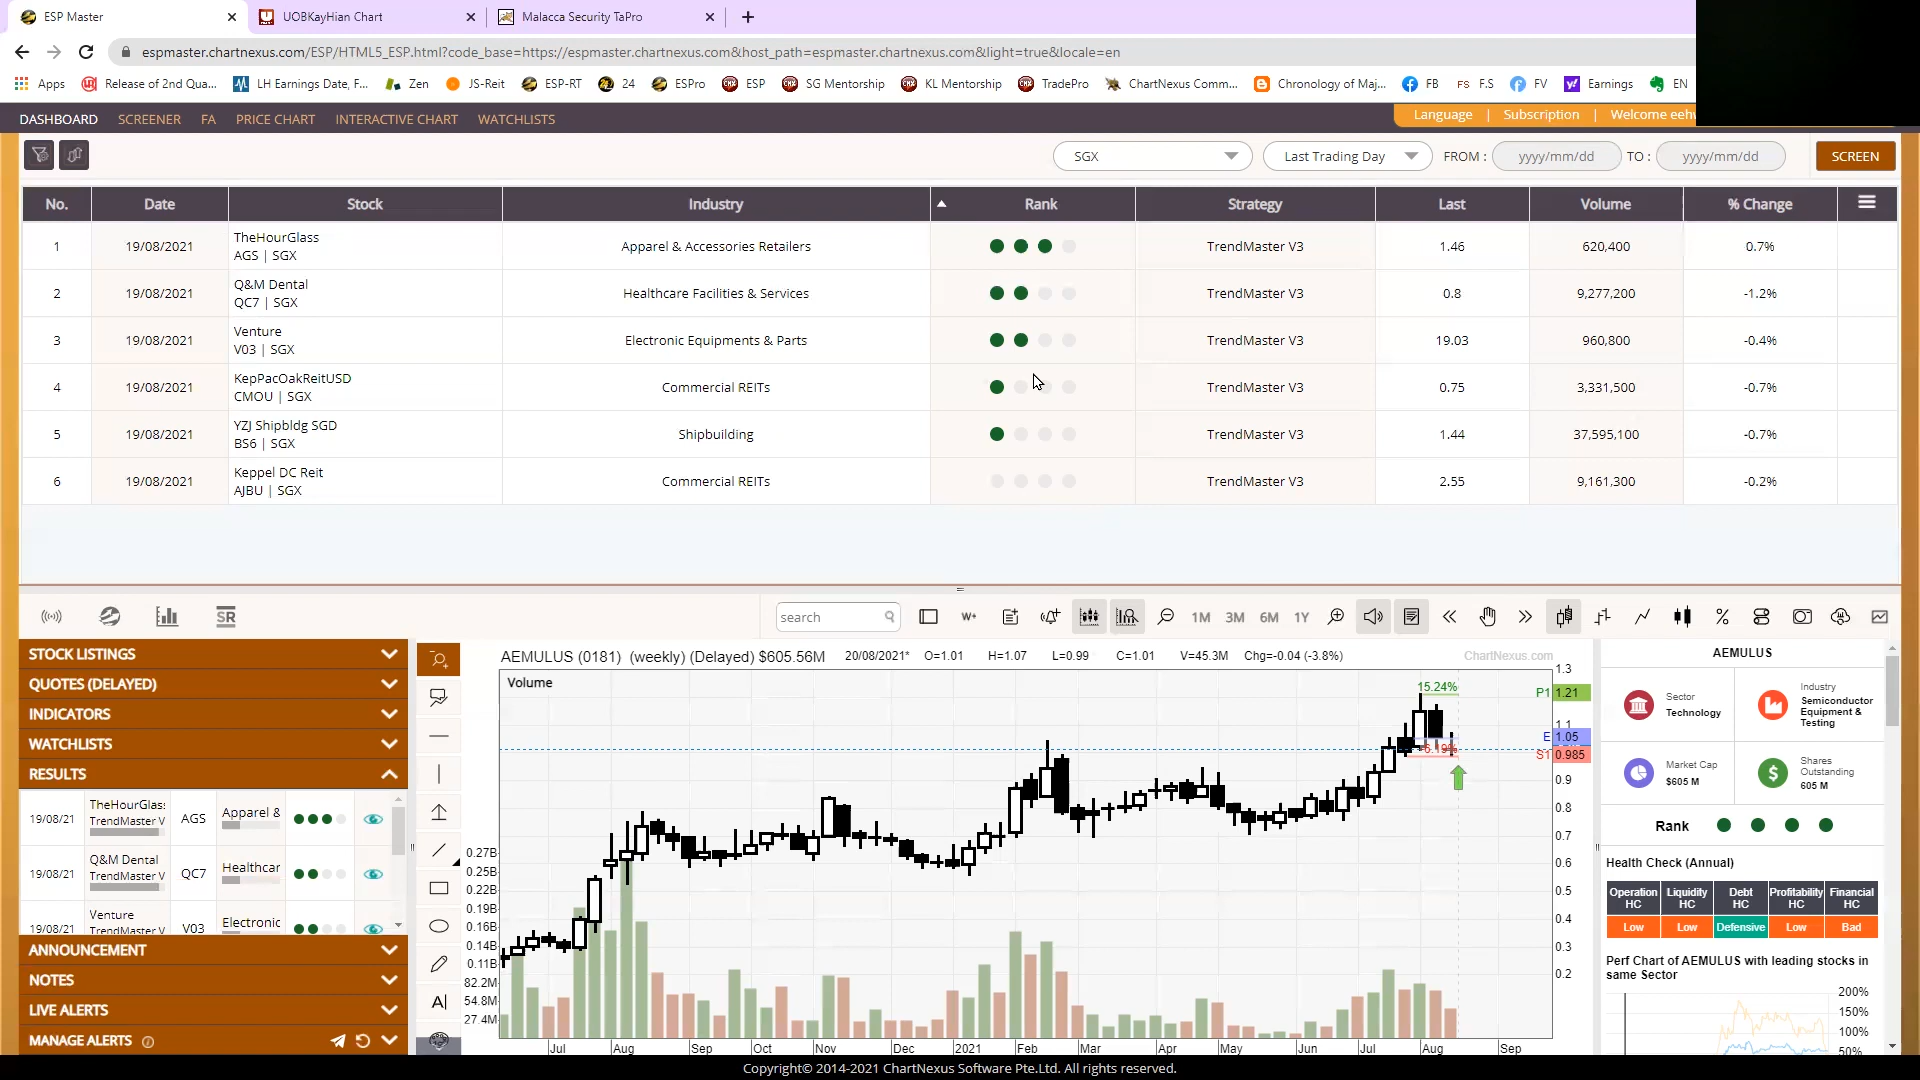 ESP Master
UOBKayHian Chart
Malacca Security TaPro
espmaster.chartnexus.com/ESP/HTML5_ESP.html?code_base=https://espmaster.chartnexus.com&host_path=espmaster.chartnexus.com&light=true&locale=en
Apps
Release of 2nd Qua...
LH Earnings Date, F...
Zen
JS-Reit
ESP-RT
24
ESPro
ESP
SG Mentorship
KL Mentorship
TradePro
ChartNexus Comm...
Chronology of Maj...
FB
FS F.S
FV
Earnings
EN
DASHBOARD SCREENER FA PRICE CHART INTERACTIVE CHART WATCHLISTS
Language | Subscription | Welcome eehw
SGX Last Trading Day FROM : yyyy/mm/dd TO : yyyy/mm/dd SCREEN
No. Date Stock Industry Rank Strategy Last Volume % Change
1 19/08/2021 TheHourGlass Apparel & Accessories Retailers TrendMaster V3 1.46 620,400 0.7%
AGS | SGX
2 19/08/2021 Q&M Dental Healthcare Facilities & Services TrendMaster V3 0.8 9,277,200 -1.2%
QC7 | SGX
3 19/08/2021 Venture Electronic Equipments & Parts TrendMaster V3 19.03 960,800 -0.4%
V03 | SGX
4 19/08/2021 KepPacOakReitUSD Commercial REITs TrendMaster V3 0.75 3,331,500 -0.7%
CMOU | SGX
5 19/08/2021 YZJ Shipbldg SGD Shipbuilding TrendMaster V3 1.44 37,595,100 -0.7%
BS6 | SGX
6 19/08/2021 Keppel DC Reit Commercial REITs TrendMaster V3 2.55 9,161,300 -0.2%
AJBU | SGX
SR
search
W
1M 3M 6M 1Y
STOCK LISTINGS
QUOTES (DELAYED)
INDICATORS
WATCHLISTS
RESULTS
19/08/21 TheHourGlas: AGS Apparel &
TrendMaster V
19/08/21 Q&M Dental QC7 Healthcar
TrendMaster V
19/08/21 Venture V03 Electronic
TrendMaster V
ANNOUNCEMENT
NOTES
LIVE ALERTS
MANAGE ALERTS
A
AEMULUS (0181) (weekly) (Delayed) $605.56M 20/08/2021* O=1.01 H=1.07 L=0.99 C=1.01 V=45.3M Chg=-0.04 (-3.8%)
ChartNexus.com
Volume
15.24%
-6.19%
P1 1.21
E 1.05
S1 0.985
1.3
1.1
0.9
0.8
0.7
0.6
0.5
0.4
0.3
0.2
0.27B
0.25B
0.22B
0.19B
0.16B
0.14B
0.11B
82.2M
54.8M
27.4M
Jul Aug Sep Oct Nov Dec 2021 Feb Mar Apr May Jun Jul Aug Sep
AEMULUS
Sector
Technology
Industry
Semiconductor
Equipment &
Testing
Market Cap
$605 M
Shares
Outstanding
605 M
Rank
Health Check (Annual)
Operation HC Liquidity HC Debt HC Profitability HC Financial HC
Low Low Defensive Low Bad
Perf Chart of AEMULUS with leading stocks in
same Sector
200%
150%
100%
50%
Copyright© 2014-2021 ChartNexus Software Pte.Ltd. All rights reserved.